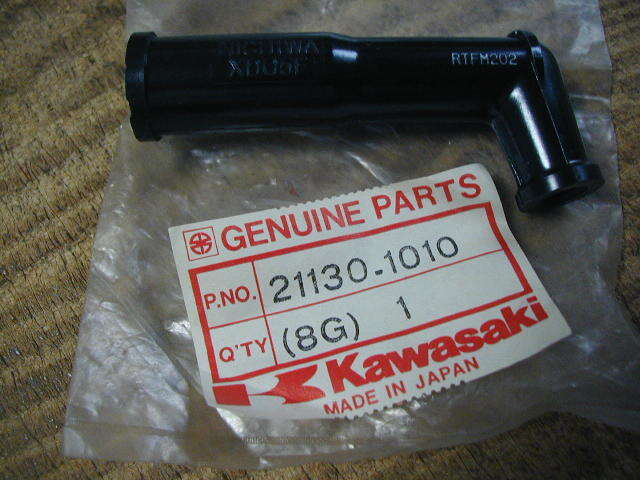 RTFM202
GENUINE PARTS
P.NO. 21130-1010
Q'TY (8G) 1
Kawasaki
MADE IN JAPAN